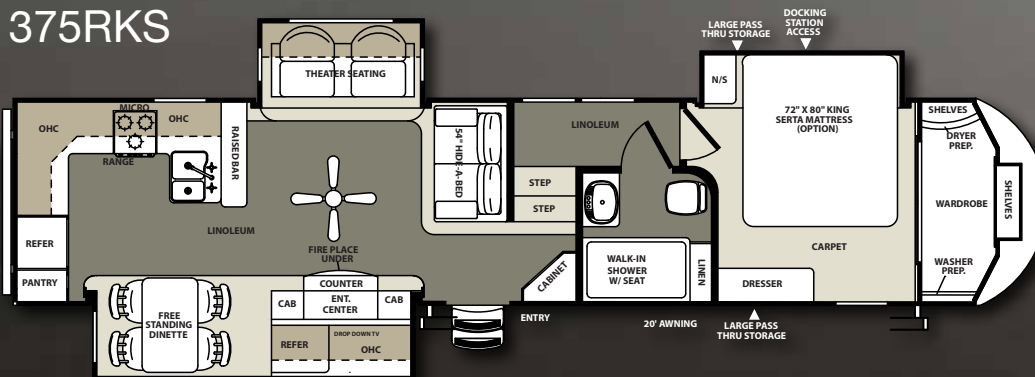 375RKS
DOCKING
STATION
ACCESS
LARGE PASS
THRU STORAGE
THEATER SEATING
N/S
72" X 80" KING
SERTA MATTRESS
(OPTION)
SHELVES
DRYER
PREP.
MICRO
OHC
OHC
RANGE
RAISED BAR
54" HIDE-A-BED
LINOLEUM
STEP
STEP
SHELVES
WARDROBE
LINOLEUM
REFER
PANTRY
FIRE PLACE
UNDER
COUNTER
CAB
ENT.
CENTER
CAB
CABINET
WALK-IN
SHOWER
W/ SEAT
LINEN
CARPET
DRESSER
WASHER
PREP.
FREE
STANDING
DINETTE
REFER
DROP DOWN TV
OHC
ENTRY
20' AWNING
LARGE PASS
THRU STORAGE